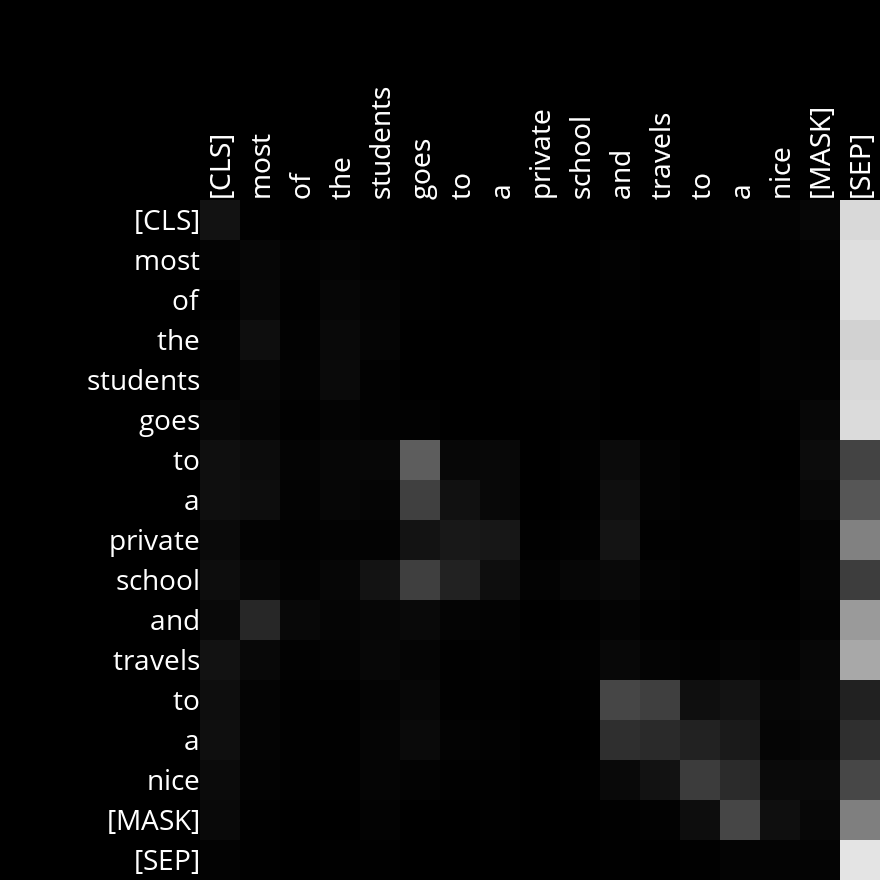 [CLS] most of the students goes to a private school and travels to a nice [MASK] [SEP]
[CLS]
most
of
the
students
goes
to
a
private
school
and
travels
to
a
nice
[MASK]
[SEP]